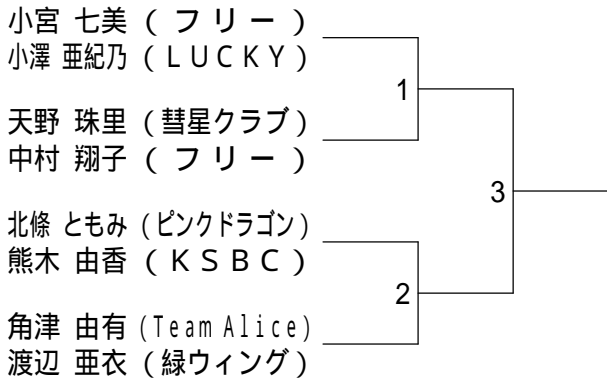 小宮 七美 ( フ リ ー )
小澤 亜紀乃 ( L U C K Y )
1
天野 珠里 (彗星クラブ)
中村 翔子 ( フ リ ー )
3
北條 ともみ (ピンクドラゴン)
熊木 由香 ( K S B C )
2
角津 由有 (Team Alice)
渡辺 亜衣 (緑ウィング)